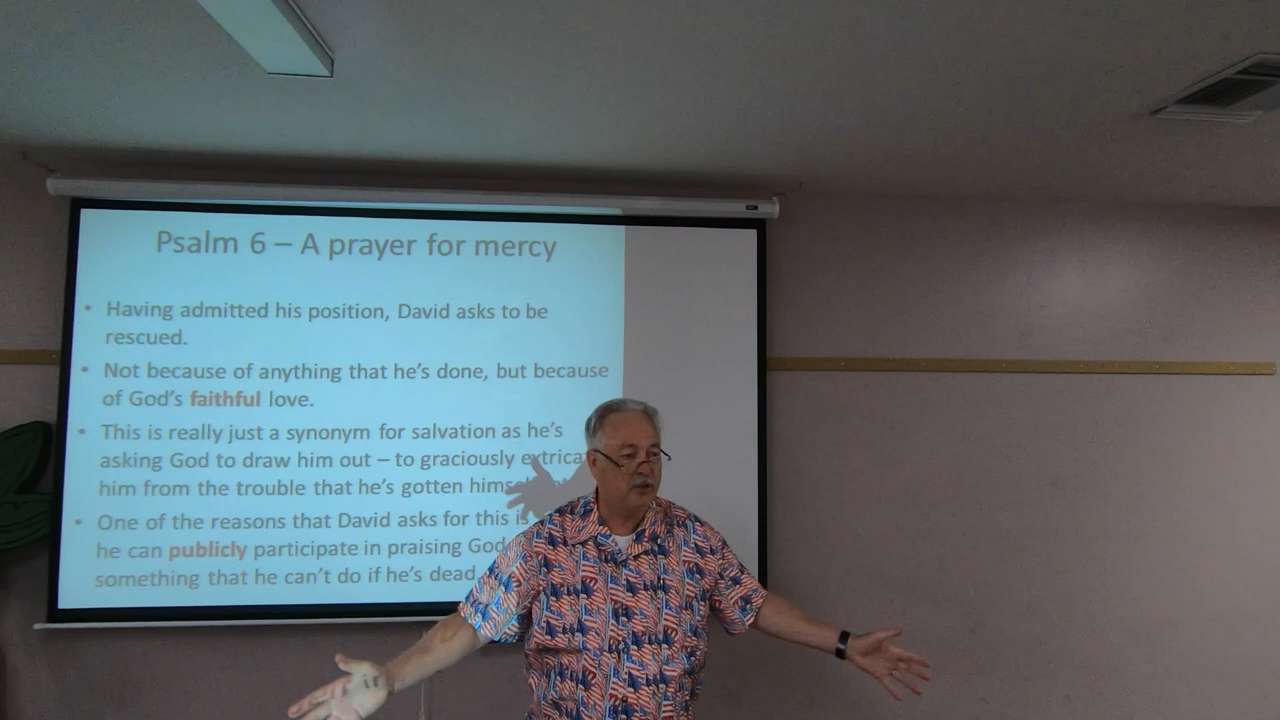 Psalm 6 – A prayer for mercy
• Having admitted his position, David asks to be
rescued.
• Not because of anything that he's done, but because
of God's faithful love.
• This is really just a synonym for salvation as he's
asking God to draw him out – to graciously
him from the trouble that he's gotten
• One of the reasons that David asks for this is
he can publicly participate in praising God
something that he can't do if he's dead